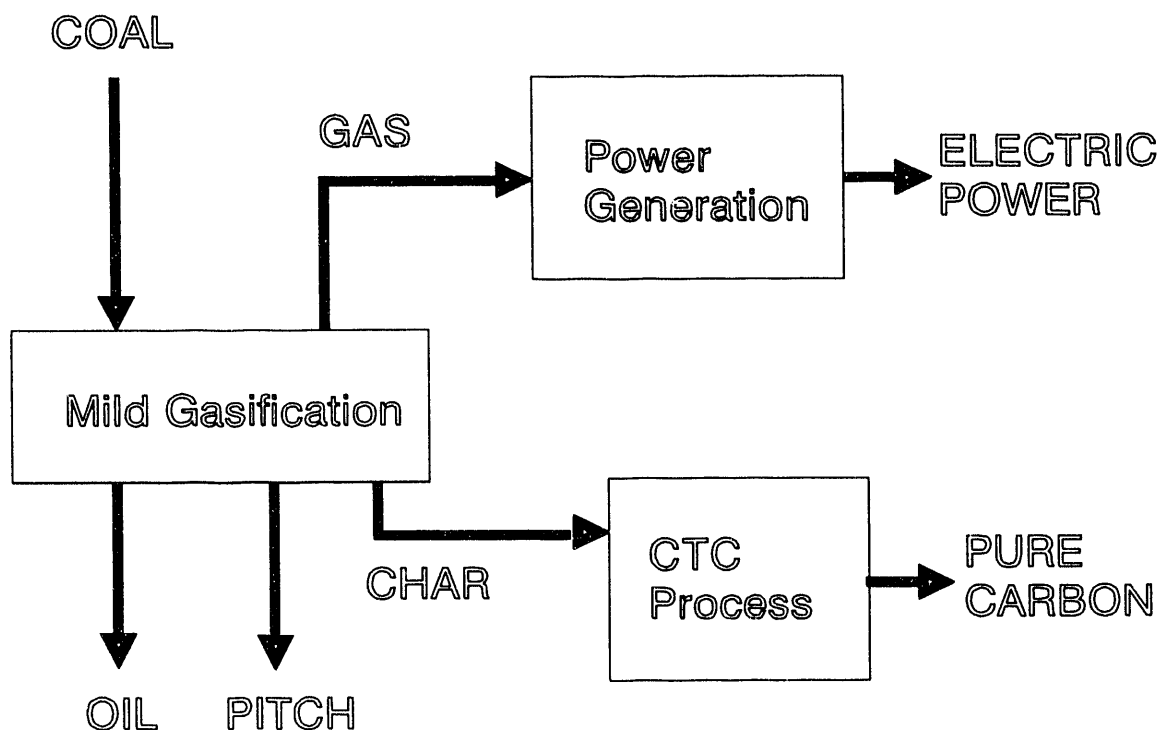 COAL
GAS
Power
Generation
ELECTRIC
POWER
Mild Gasification
CHAR
CTC
Process
PURE
CARBON
OIL
PITCH